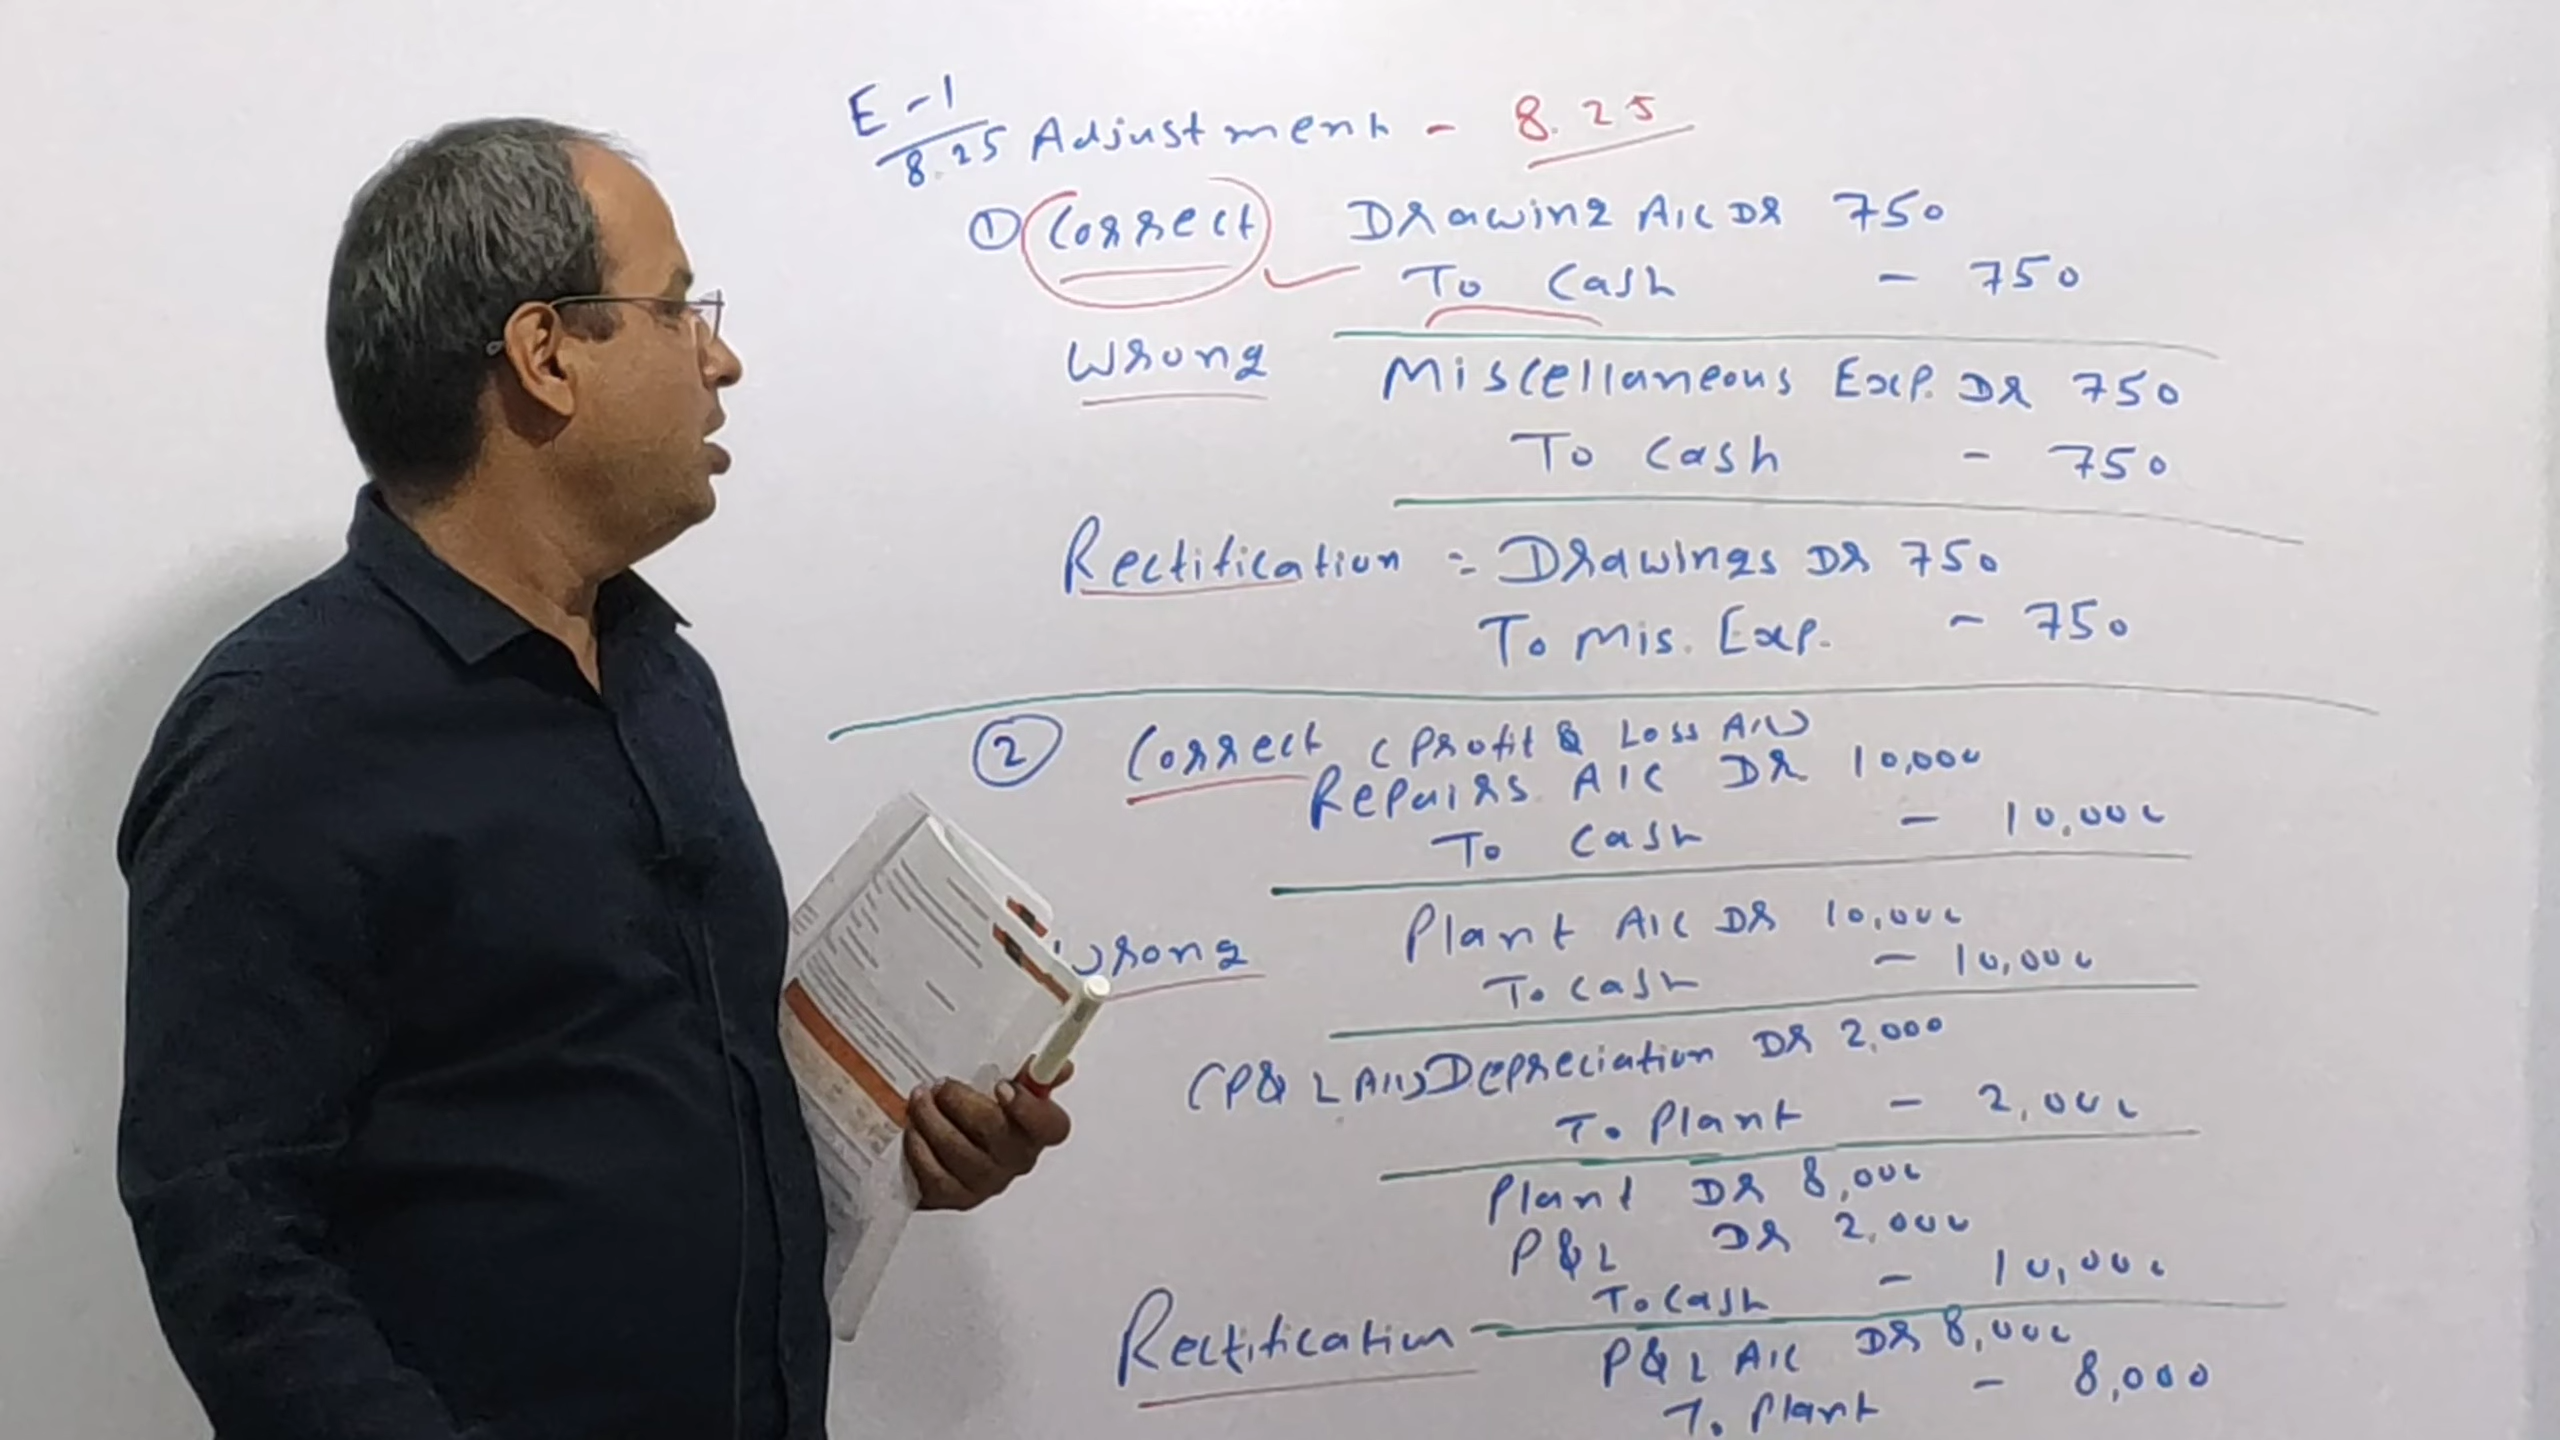 E-1
8.25 Adjustment - 8.25
① Correct Drawing A/C DR 750
To Cash - 750
Wrong Miscellaneous Exp. DR 750
To Cash - 750
Rectification = Drawings DR 750
To Mis. Exp. - 750
② Correct (Profit & Loss A/C)
Repairs A/C DR 10,000
To Cash - 10,000
Wrong Plant A/C DR 10,000
To Cash - 10,000
(P&L A/C) Depreciation DR 2,000
To Plant - 2,000
Plant DR 8,000
P&L DR 2,000
To Cash - 10,000
Rectification P&L A/C DR 8,000
To Plant - 8,000